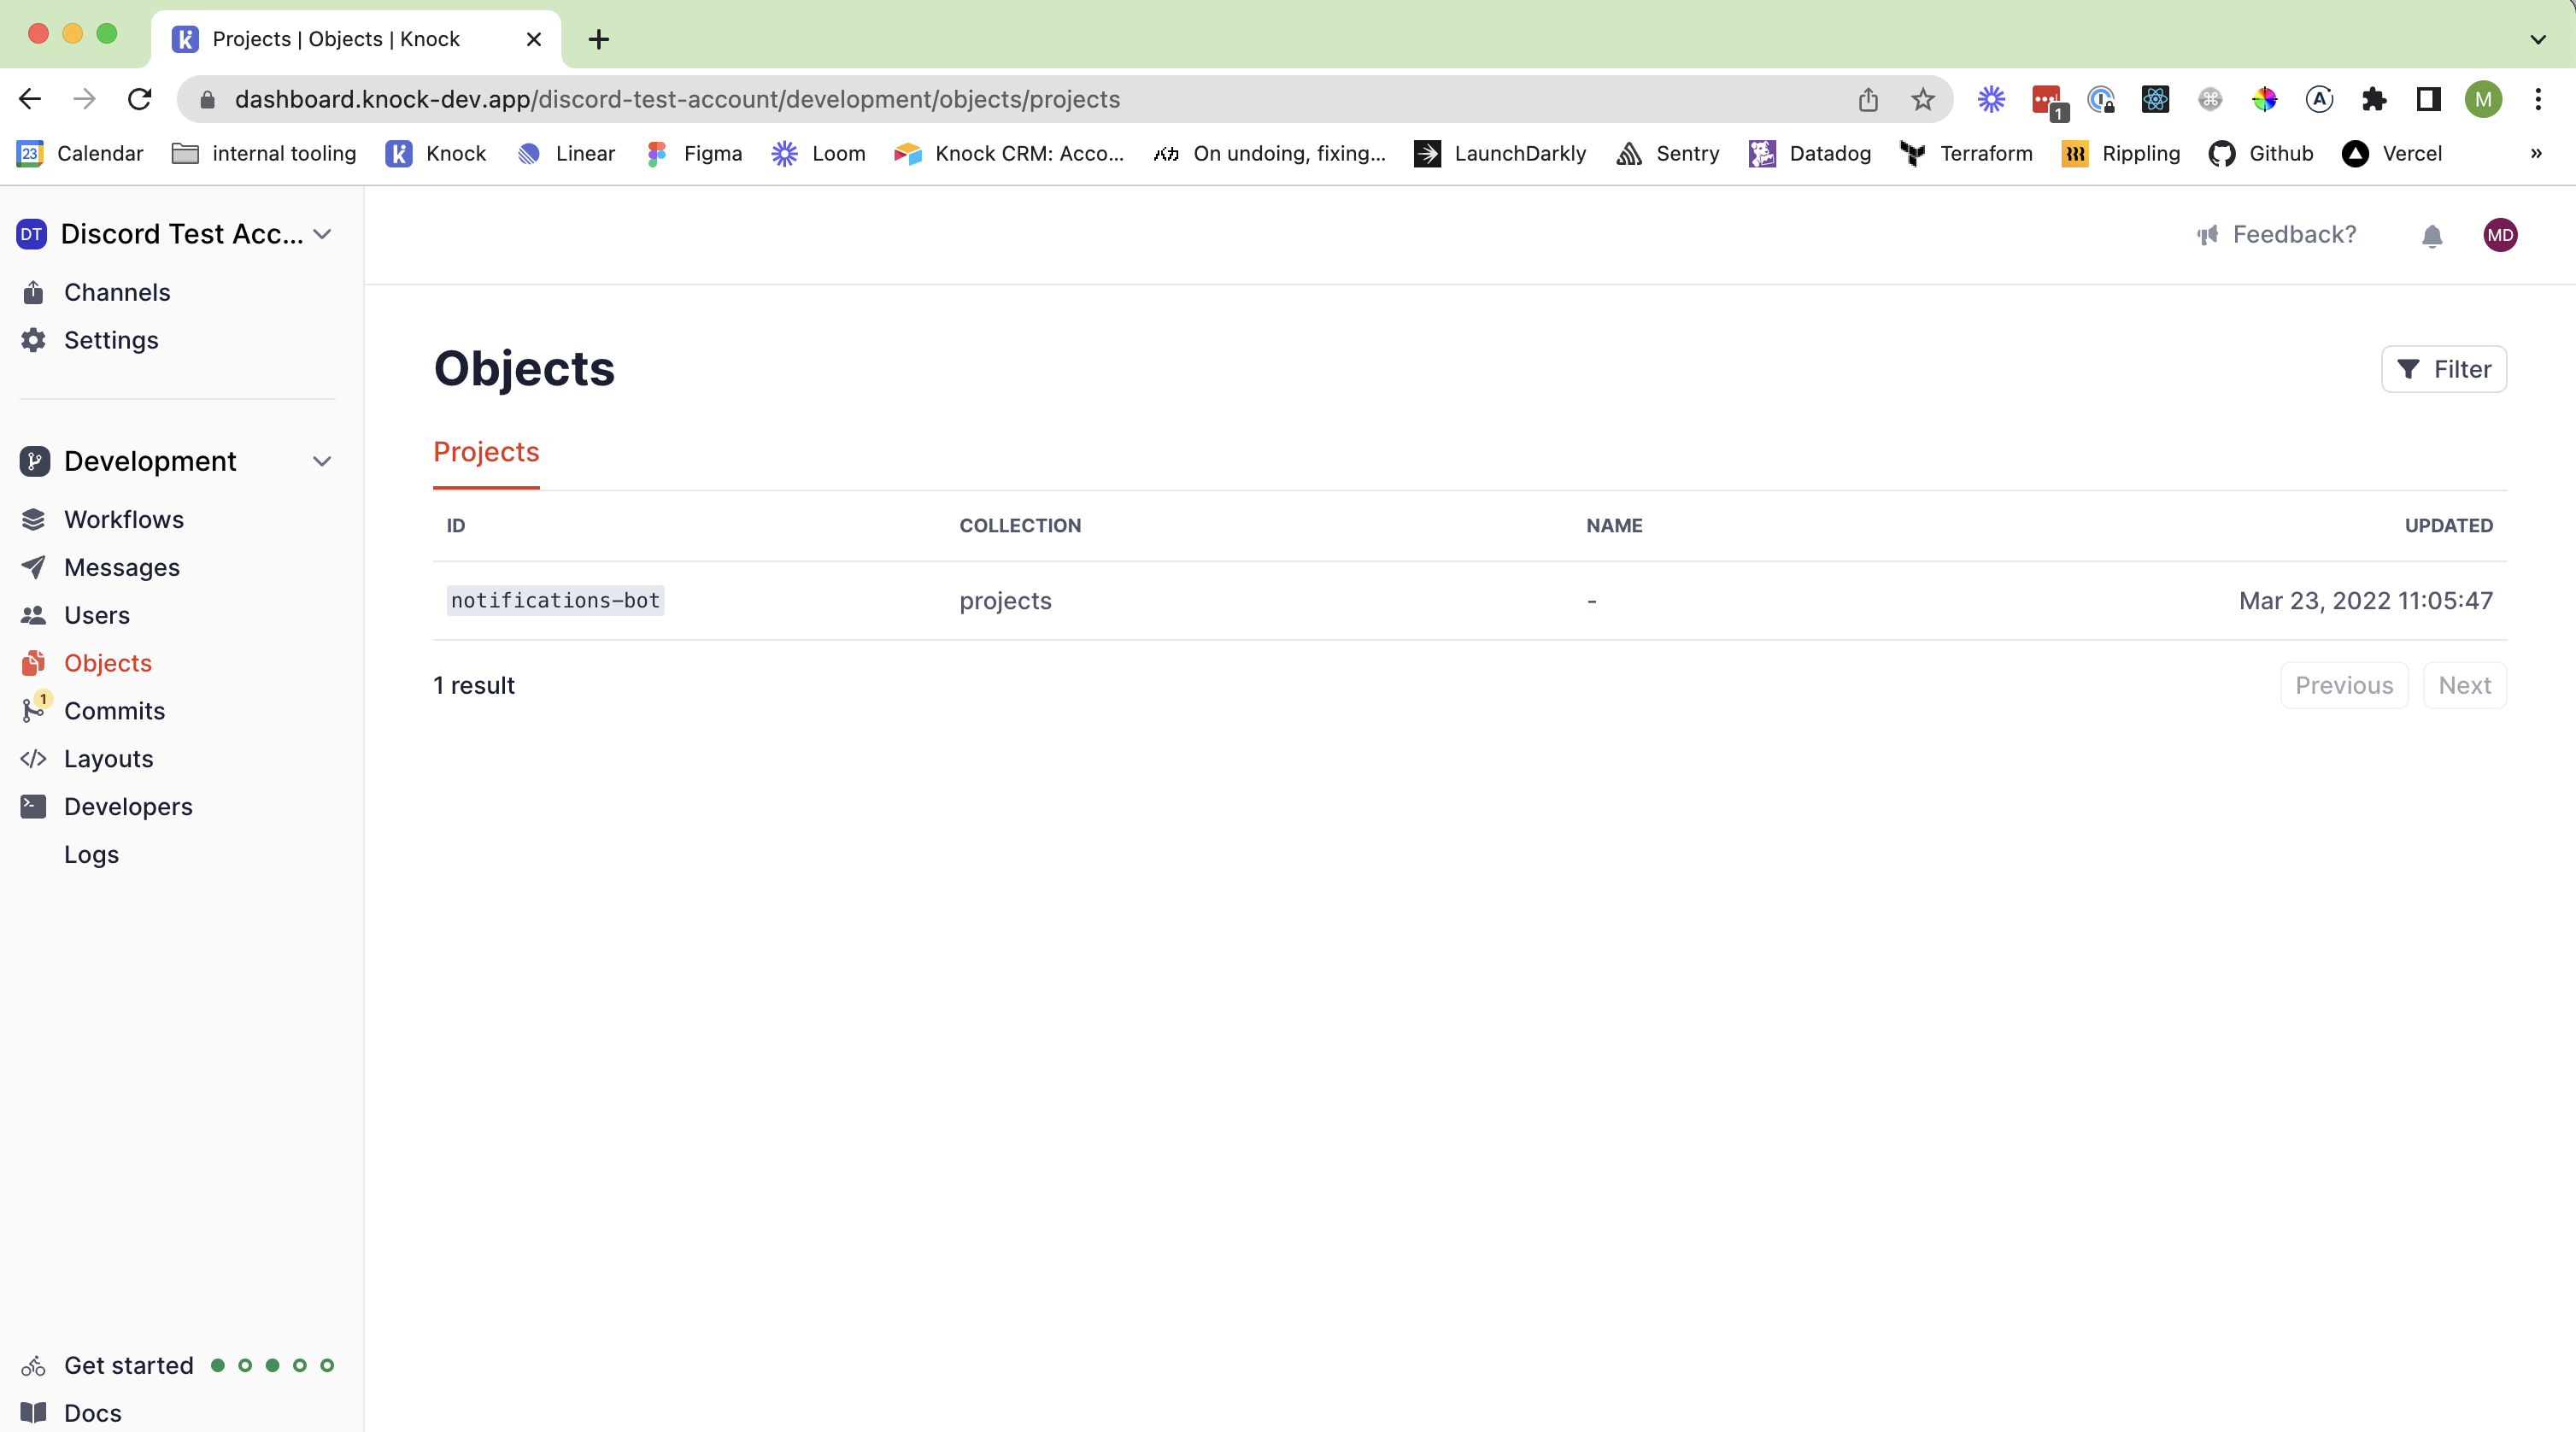 Projects | Objects | Knock
dashboard.knock-dev.app/discord-test-account/development/objects/projects
1
M
23 Calendar internal tooling Knock Linear Figma Loom Knock CRM: Acco... On undoing, fixing... LaunchDarkly Sentry Datadog Terraform Rippling Github Vercel »
DT Discord Test Acc...
Feedback?
MD
Channels
Settings
Development
Workflows
Messages
Users
Objects
1
Commits
Layouts
Developers
Logs
Get started
Docs
Objects
Filter
Projects
ID COLLECTION NAME UPDATED
notifications-bot projects - Mar 23, 2022 11:05:47
1 result
Previous Next